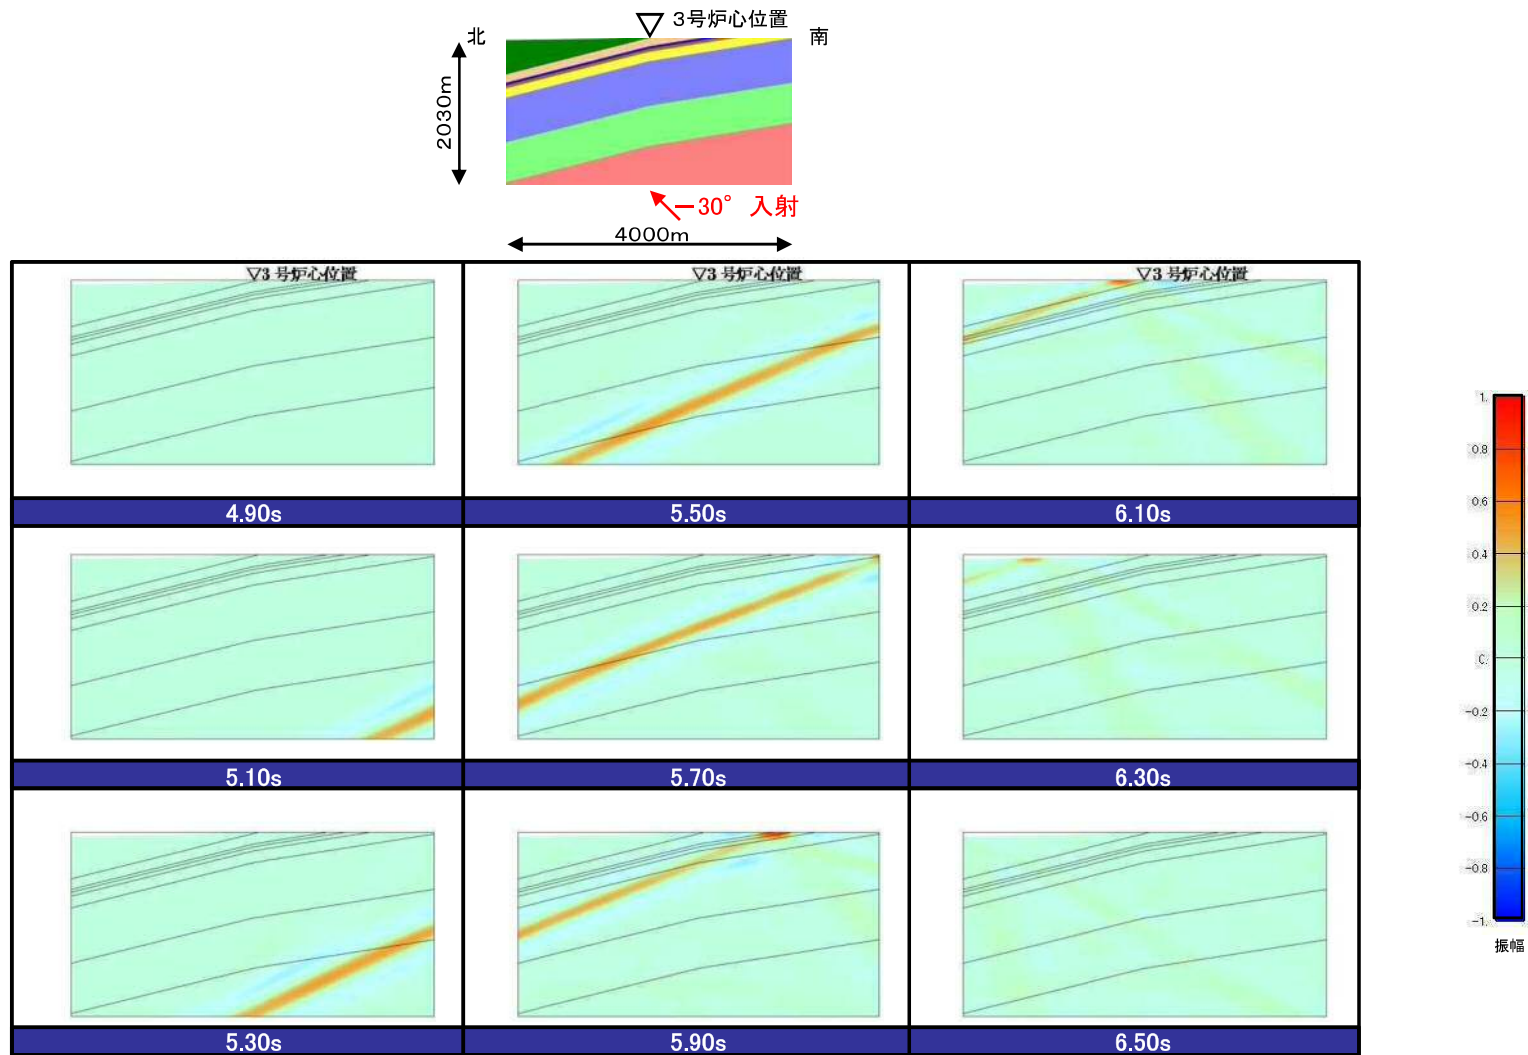 3号炉心位置
北
南
2030m
－30° 入射
4000m
▽3 号炉心位置
▽3 号炉心位置
▽3 号炉心位置
4.90s
5.50s
6.10s
5.10s
5.70s
6.30s
5.30s
5.90s
6.50s
1.
0.8
0.6
0.4
0.2
0.
-0.2
-0.4
-0.6
-0.8
-1.
振幅